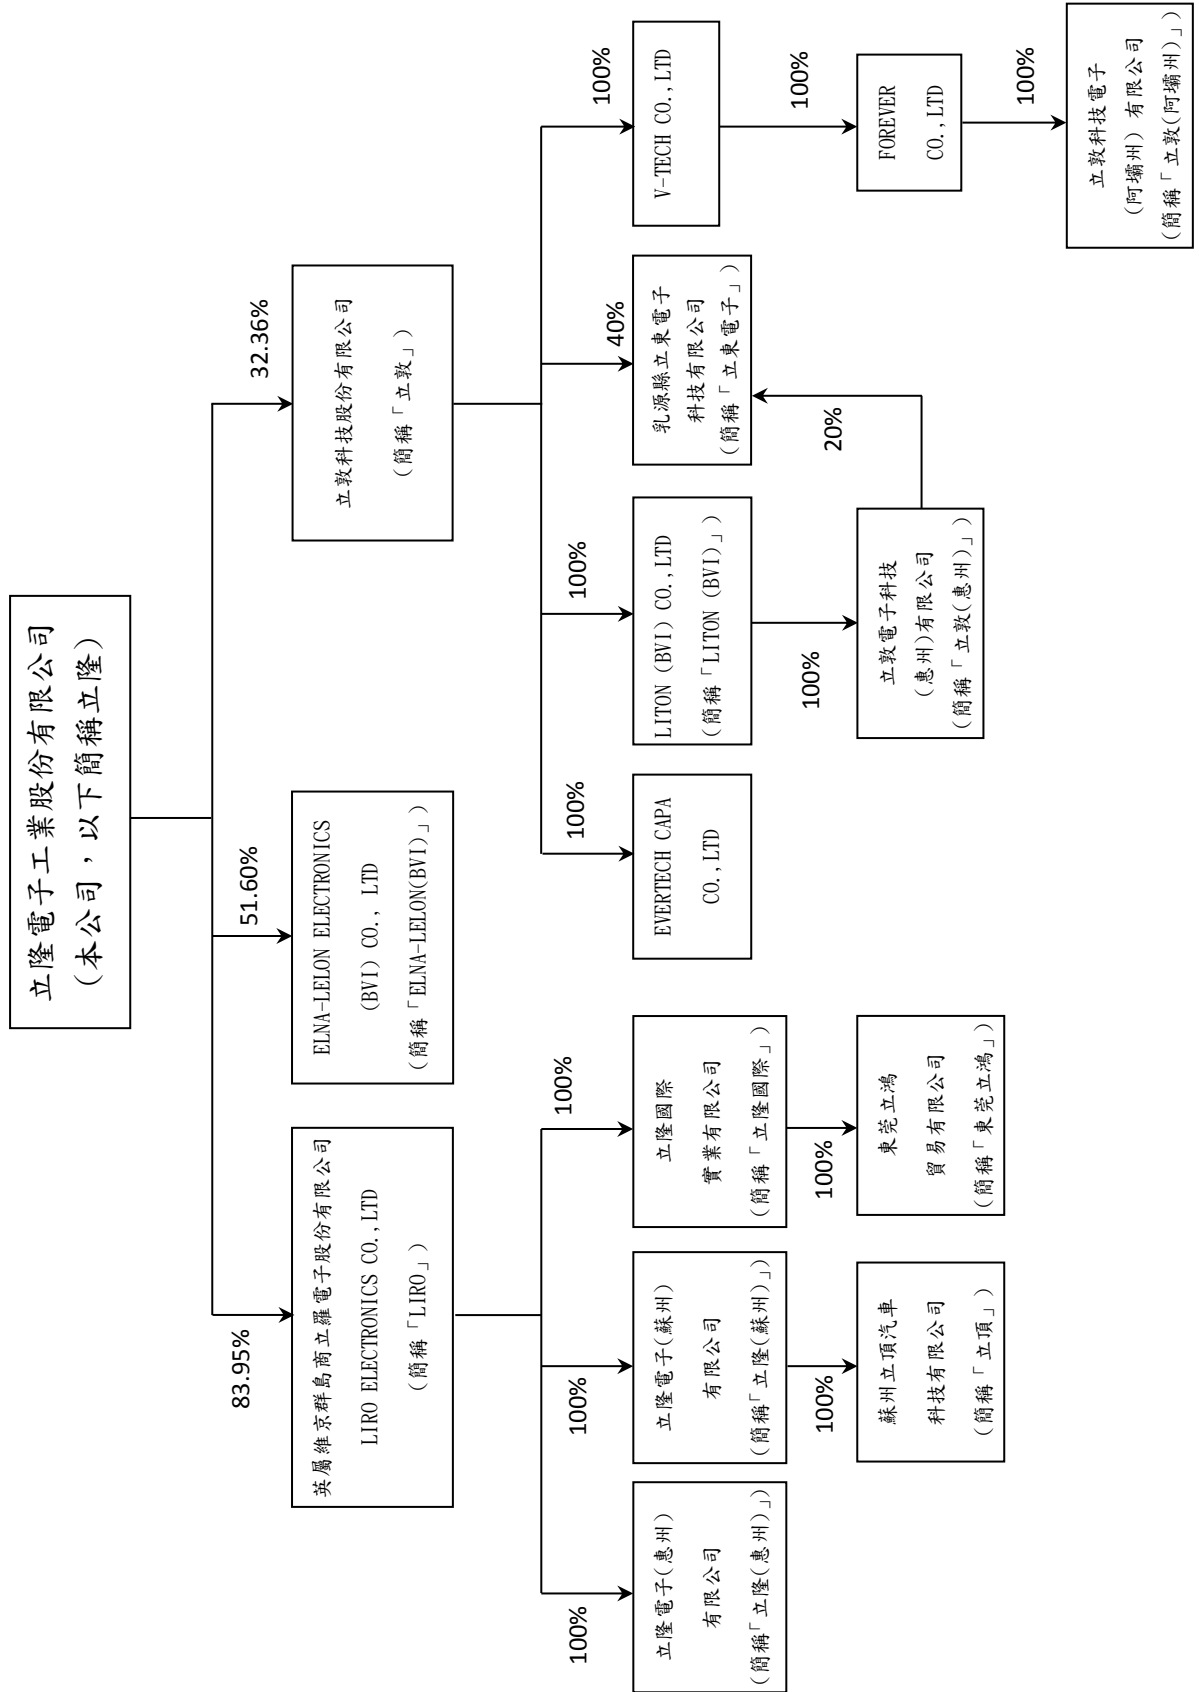 立隆電子工業股份有限公司
(本公司，以下簡稱立隆)
83.95%
51.60%
32.36%
英屬維京群島商立羅電子股份有限公司
LIRO ELECTRONICS CO.,LTD
(簡稱「LIRO」)
ELNA-LELON ELECTRONICS
(BVI) CO., LTD
(簡稱「ELNA-LELON(BVI)」)
立敦科技股份有限公司
(簡稱「立敦」)
100%
100%
100%
100%
100%
40%
100%
立隆電子(惠州)
有限公司
(簡稱「立隆(惠州)」)
立隆電子(蘇州)
有限公司
(簡稱「立隆(蘇州)」)
立隆國際
實業有限公司
(簡稱「立隆國際」)
EVERTECH CAPA
CO.,LTD
LITON (BVI) CO.,LTD
(簡稱「LITON (BVI)」)
乳源縣立東電子
科技有限公司
(簡稱「立東電子」)
V-TECH CO.,LTD
100%
100%
100%
20%
100%
蘇州立頂汽車
科技有限公司
(簡稱「立頂」)
東莞立鴻
貿易有限公司
(簡稱「東莞立鴻」)
立敦電子科技
(惠州)有限公司
(簡稱「立敦(惠州)」)
FOREVER
CO.,LTD
100%
立敦科技電子
(阿壩州) 有限公司
(簡稱「立敦(阿壩州)」)